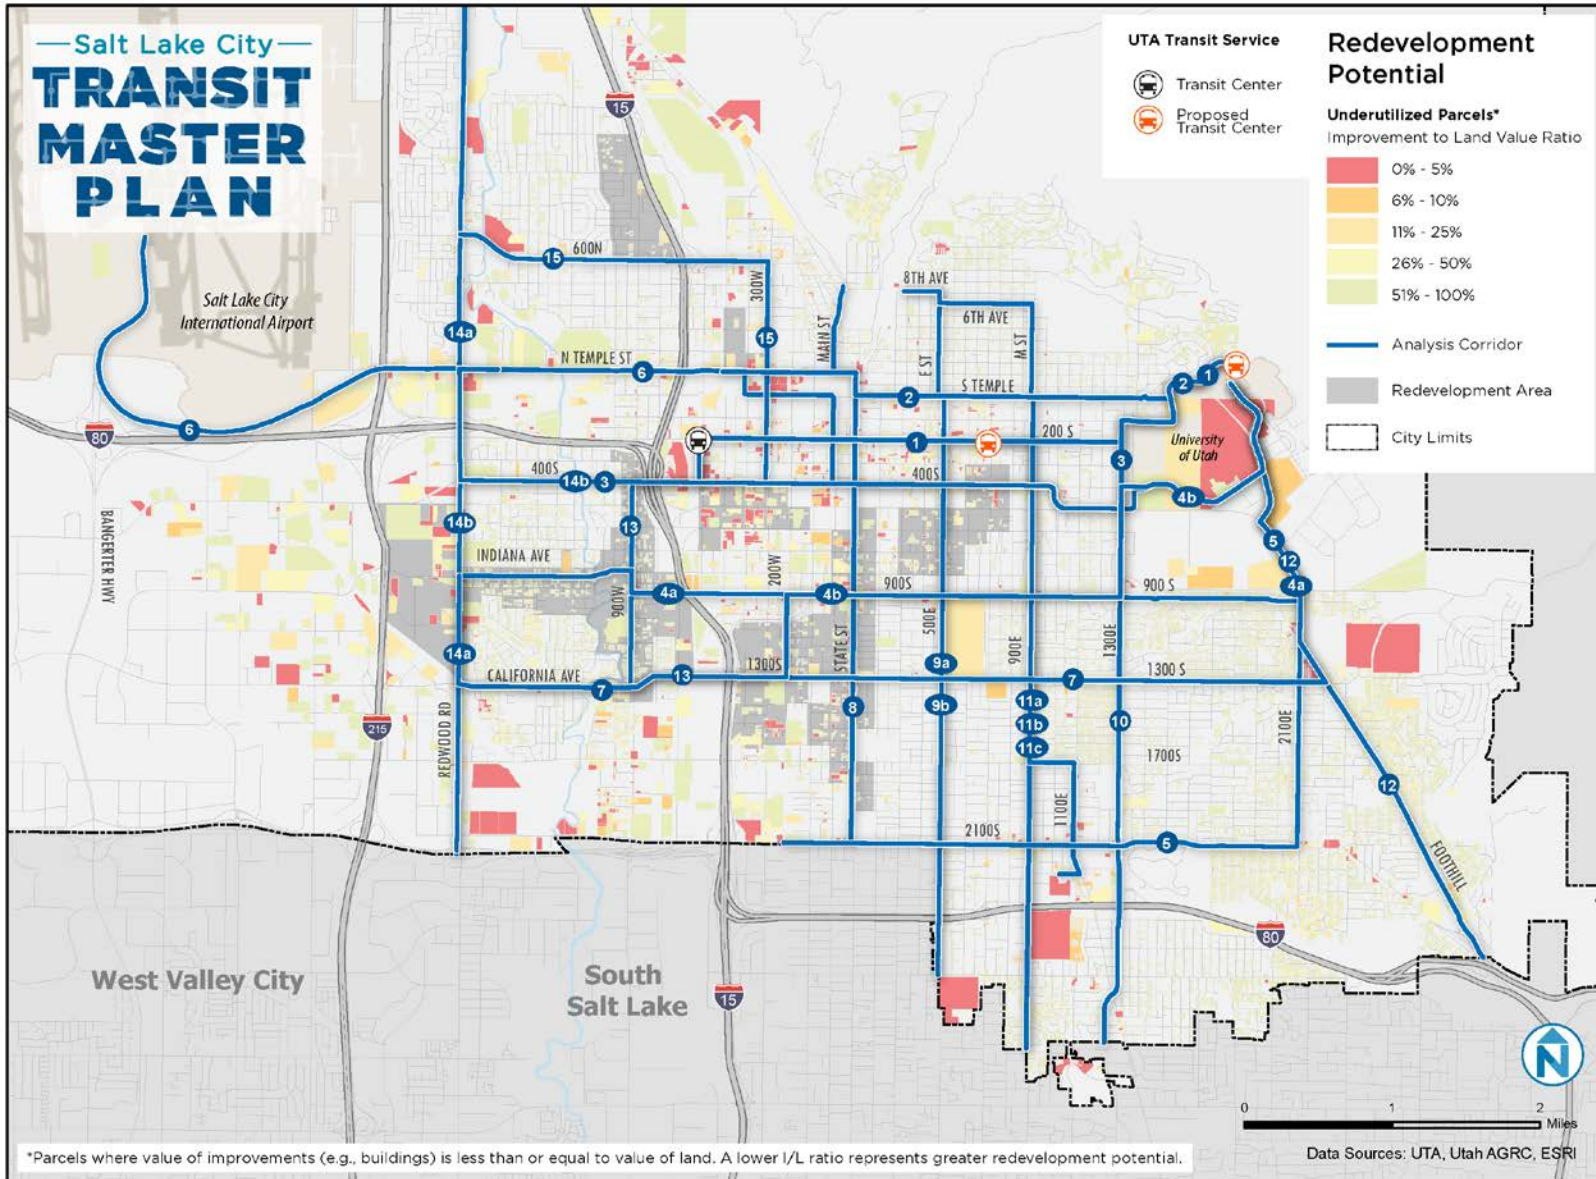 Salt Lake City
TRANSIT
MASTER
PLAN
UTA Transit Service
Transit Center
Proposed
Transit Center
Redevelopment
Potential
Underutilized Parcels*
Improvement to Land Value Ratio
0% - 5%
6% - 10%
11% - 25%
26% - 50%
51% - 100%
Analysis Corridor
Redevelopment Area
City Limits
15
600N
15
300W
8TH AVE
6TH AVE
Salt Lake City
International Airport
14a
15
MAIN ST
E ST
M ST
N TEMPLE ST
6
S TEMPLE
2
2
1
6
80
1
200 S
University
of Utah
3
400S
14b
3
400S
4b
BANGERTER HWY
14b
13
5
INDIANA AVE
200W
12
900W
4a
4b
900S
900 S
4a
STATE ST
500E
900E
1300E
14a
9a
CALIFORNIA AVE
13
1300S
7
7
1300 S
REDWOOD RD
215
8
9b
11a
11b
11c
10
2100E
1700S
12
1100E
2100S
5
FOOTHILL
80
West Valley City
South
Salt Lake
15
N
0
1
2
Miles
*Parcels where value of improvements (e.g., buildings) is less than or equal to value of land. A lower I/L ratio represents greater redevelopment potential.
Data Sources: UTA, Utah AGRC, ESRI